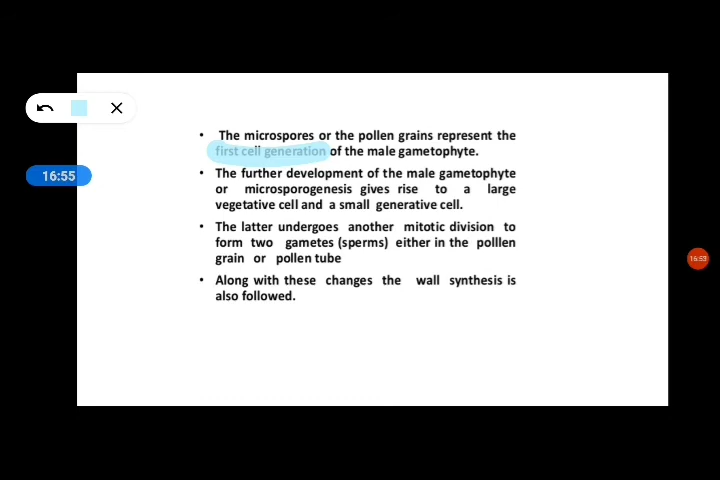 • The microspores or the pollen grains represent the
first cell generation of the male gametophyte.
• The further development of the male gametophyte
or microsporogenesis gives rise to a large
vegetative cell and a small generative cell.
• The latter undergoes another mitotic division to
form two gametes (sperms) either in the polllen
grain or pollen tube
• Along with these changes the wall synthesis is
also followed.
16:55
16:53